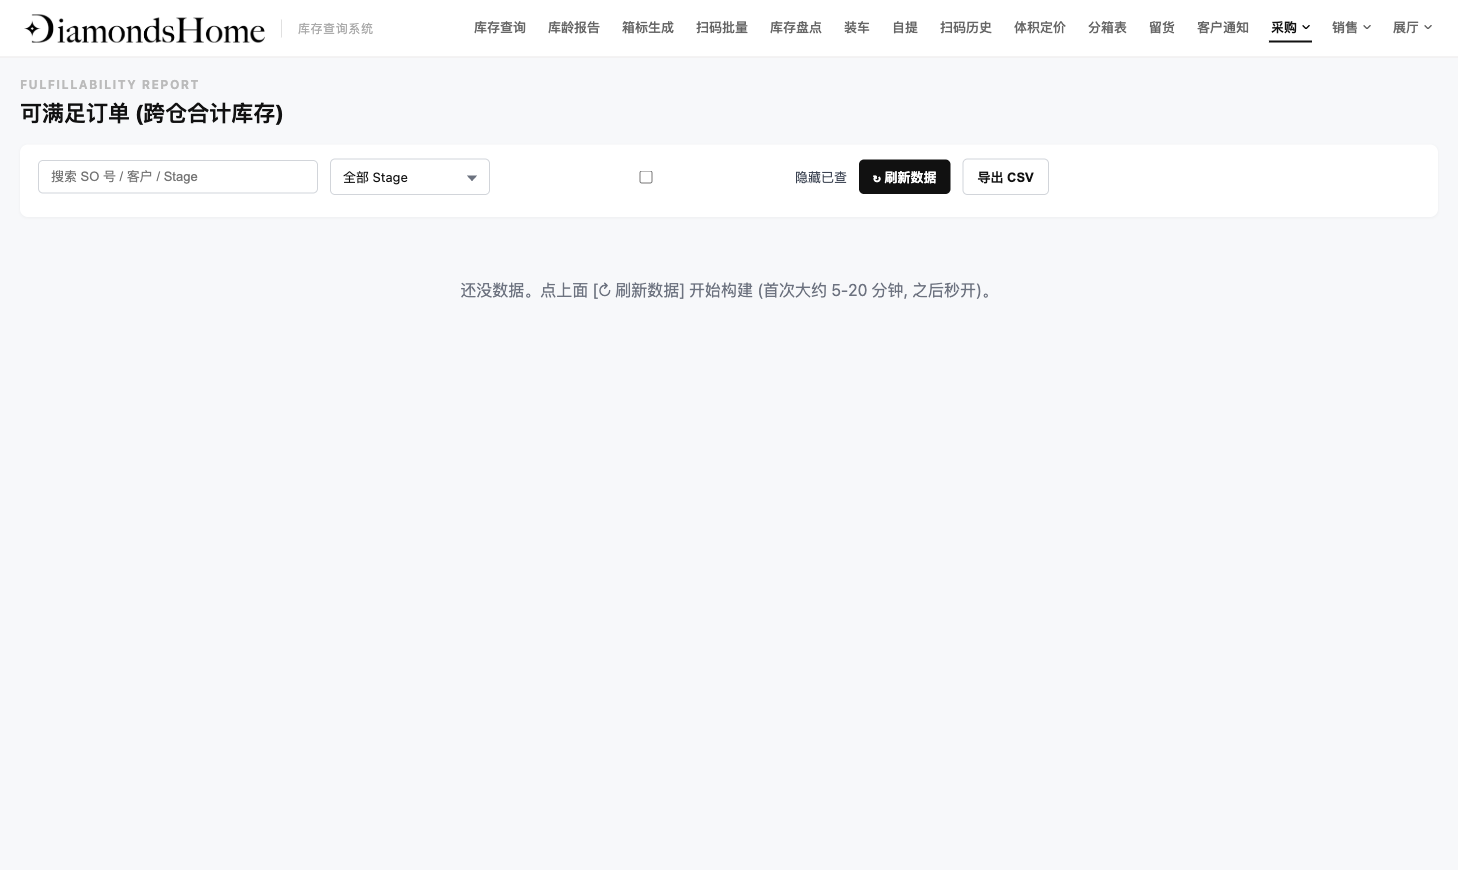 DiamondsHome
库存查询系统
库存查询 库龄报告 箱标生成 扫码批量 库存盘点 装车 自提 扫码历史 体积定价 分箱表 留货 客户通知 采购 销售 展厅
FULFILLABILITY REPORT
可满足订单 (跨仓合计库存)
搜索 SO 号 / 客户 / Stage 全部 Stage 隐藏已查 ↻ 刷新数据 导出 CSV
还没数据。点上面 [↻ 刷新数据] 开始构建 (首次大约 5-20 分钟, 之后秒开)。